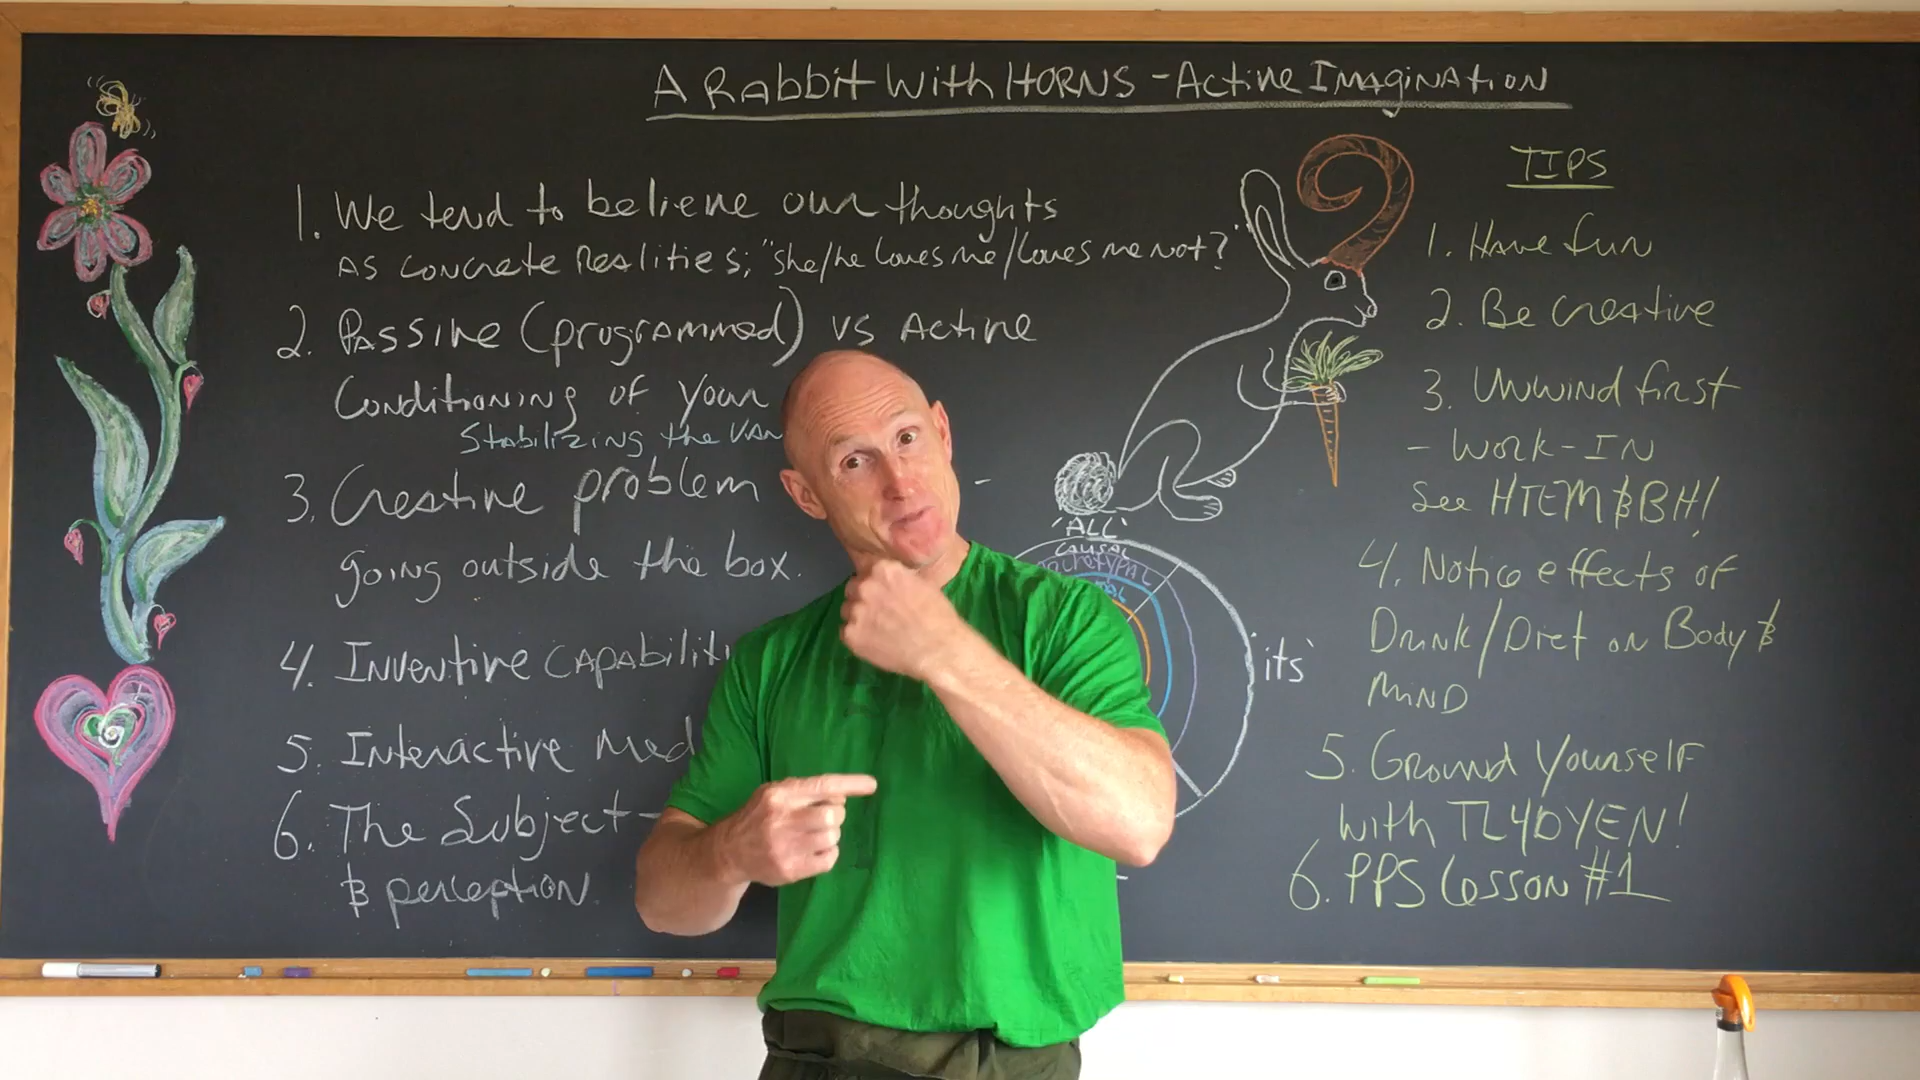 A Rabbit With HORNS - Active IMAGINATION
1. We tend to believe our thoughts
AS CONCRETE Realities; "she/he loves me/loves me not?"
2. Passive (programmed) vs Active
Conditioning of your
Stabilizing the VAN
3. Creative problem -
going outside the box.
4. Inventive CAPABILITI
5. Interactive Med
6. The Subject -
& perception.
'ALL'
CAUSAL
Archetypal
'its'
TIPS
1. Have fun
2. Be Creative
3. Unwind first
- Work-IN
See HTEM&BH!
4. Notice effects of
Drink/Diet on Body &
MIND
5. Ground Yourself
with TL4DYEN!
6. PPS Lesson #1